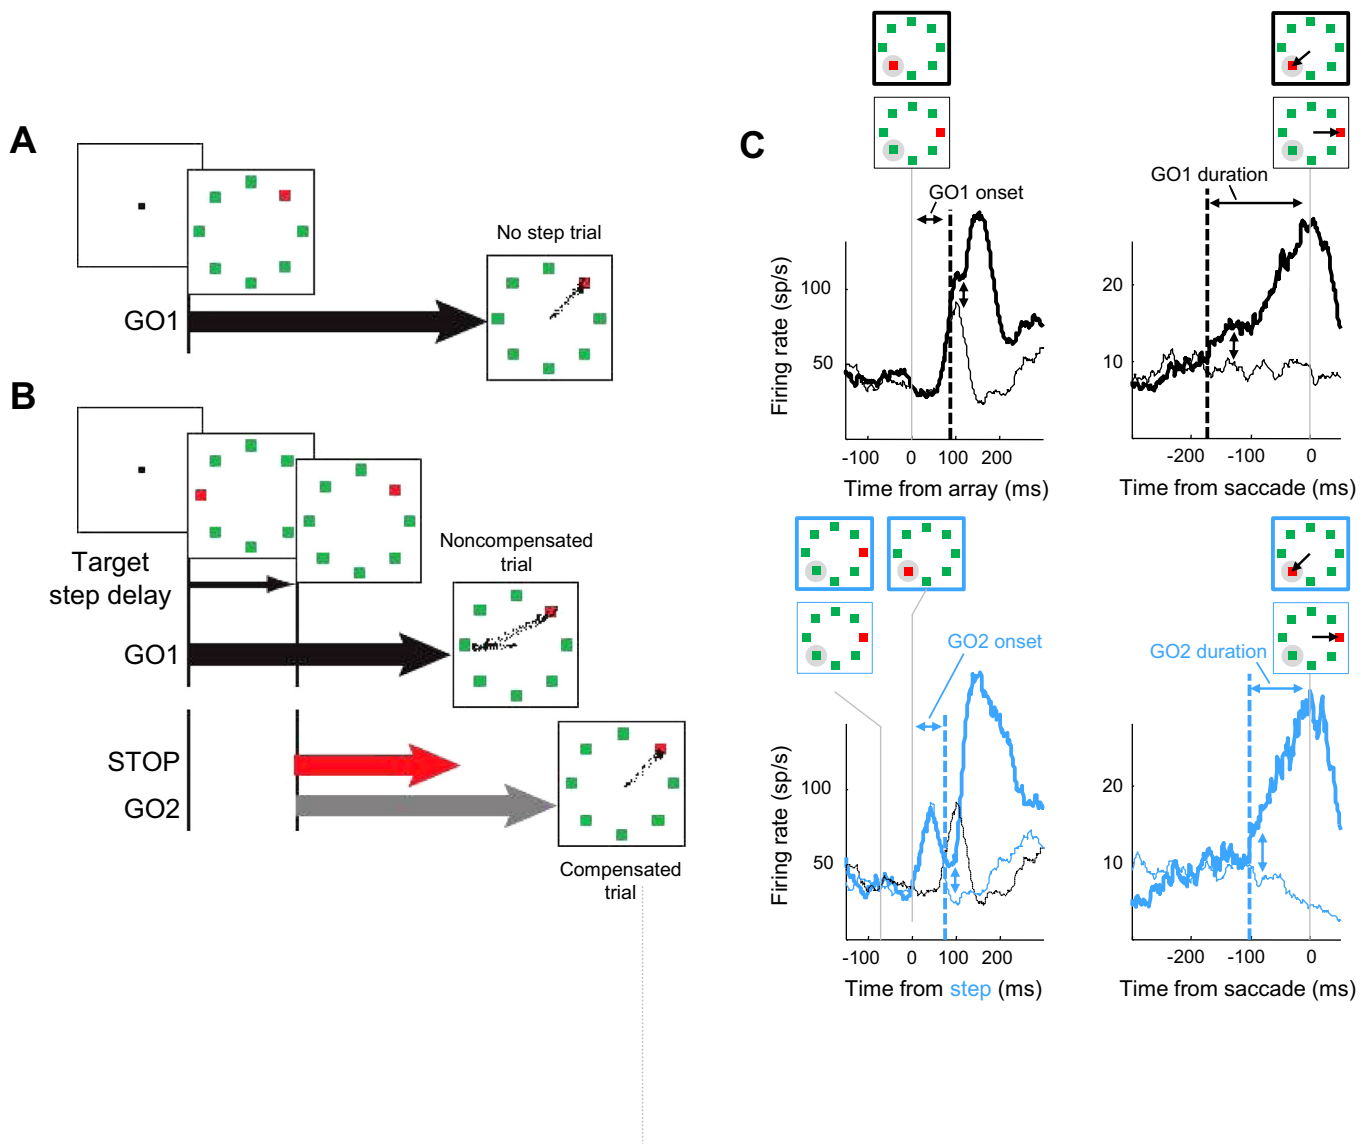 A
No step trial
GO1
B
Target
step delay
Noncompensated
trial
GO1
STOP
GO2
Compensated
trial
C
GO1 onset
Firing rate (sp/s)
100
50
-100 0 100 200
Time from array (ms)
GO1 duration
20
10
-200 -100 0
Time from saccade (ms)
GO2 onset
Firing rate (sp/s)
100
50
-100 0 100 200
Time from step (ms)
GO2 duration
20
10
-200 -100 0
Time from saccade (ms)